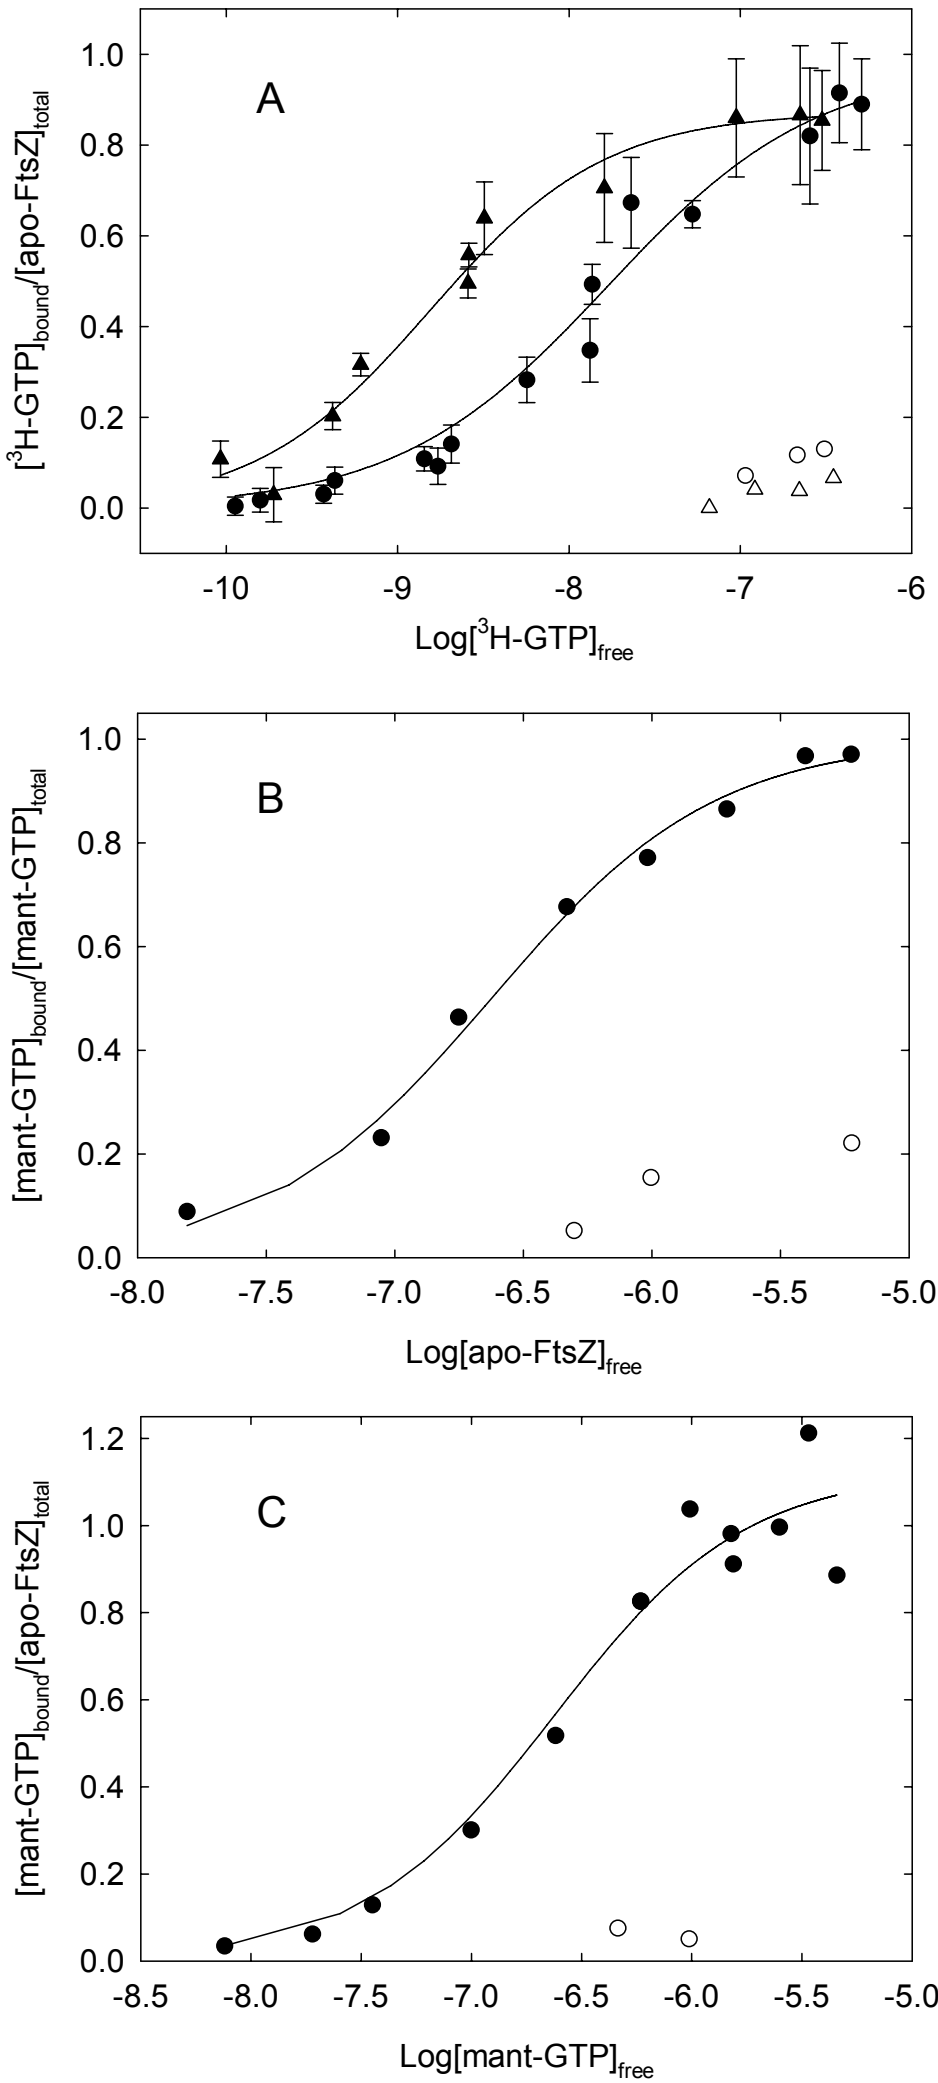 A
[³H-GTP]bound/[apo-FtsZ]total
1.0
0.8
0.6
0.4
0.2
0.0
-10 -9 -8 -7 -6
Log[³H-GTP]free
B
[mant-GTP]bound/[mant-GTP]total
1.0
0.8
0.6
0.4
0.2
0.0
-8.0 -7.5 -7.0 -6.5 -6.0 -5.5 -5.0
Log[apo-FtsZ]free
C
[mant-GTP]bound/[apo-FtsZ]total
1.2
1.0
0.8
0.6
0.4
0.2
0.0
-8.5 -8.0 -7.5 -7.0 -6.5 -6.0 -5.5 -5.0
Log[mant-GTP]free